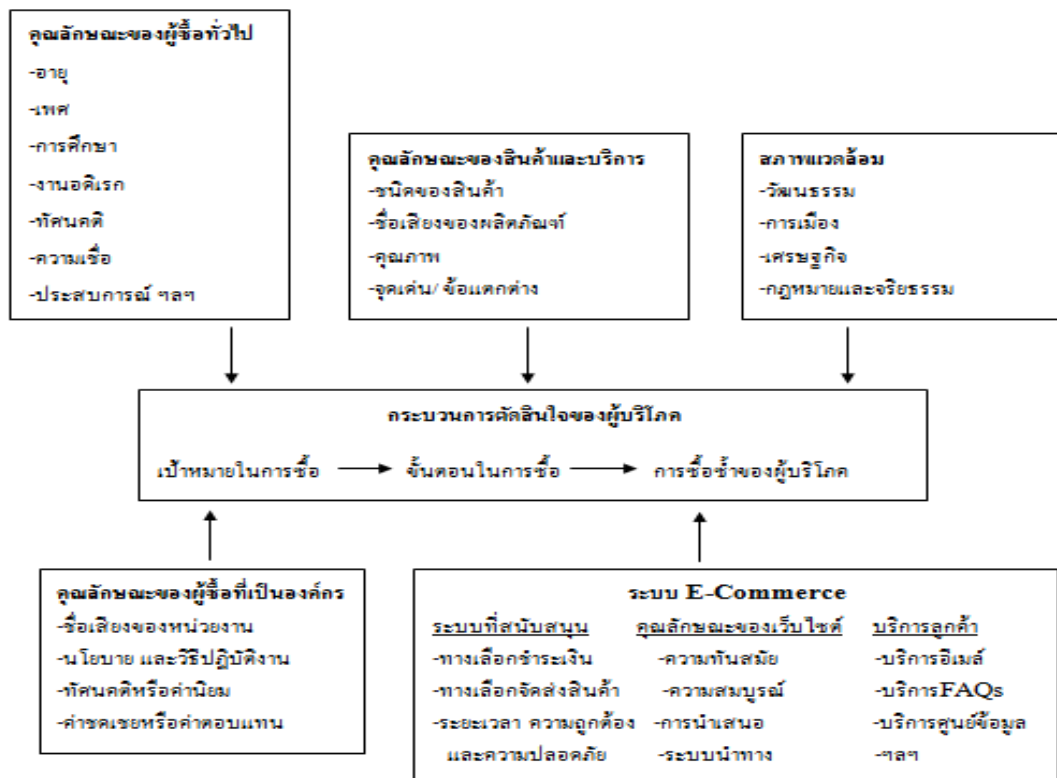 คุณลักษณะของผู้ซื้อทั่วไป
-อายุ
-เพศ
-การศึกษา
-งานอดิเรก
-ทัศนคติ
-ความเชื่อ
-ประสบการณ์ ฯลฯ
คุณลักษณะของสินค้าและบริการ
-ชนิดของสินค้า
-ชื่อเสียงของผลิตภัณฑ์
-คุณภาพ
-จุดเด่น/ ข้อแตกต่าง
สภาพแวดล้อม
-วัฒนธรรม
-การเมือง
-เศรษฐกิจ
-กฎหมายและจริยธรรม
กระบวนการตัดสินใจของผู้บริโภค
เป้าหมายในการซื้อ
ขั้นตอนในการซื้อ
การซื้อซ้ำของผู้บริโภค
คุณลักษณะของผู้ซื้อที่เป็นองค์กร
-ชื่อเสียงของหน่วยงาน
-นโยบาย และวิธีปฏิบัติงาน
-ทัศนคติหรือค่านิยม
-ค่าชดเชยหรือค่าตอบแทน
ระบบ E-Commerce
ระบบที่สนับสนุน
-ทางเลือกชำระเงิน
-ทางเลือกจัดส่งสินค้า
-ระยะเวลา ความถูกต้อง
และความปลอดภัย
คุณลักษณะของเว็บไซต์
-ความทันสมัย
-ความสมบูรณ์
-การนำเสนอ
-ระบบนำทาง
บริการลูกค้า
-บริการอีเมล์
-บริการFAQs
-บริการศูนย์ข้อมูล
-ฯลฯ